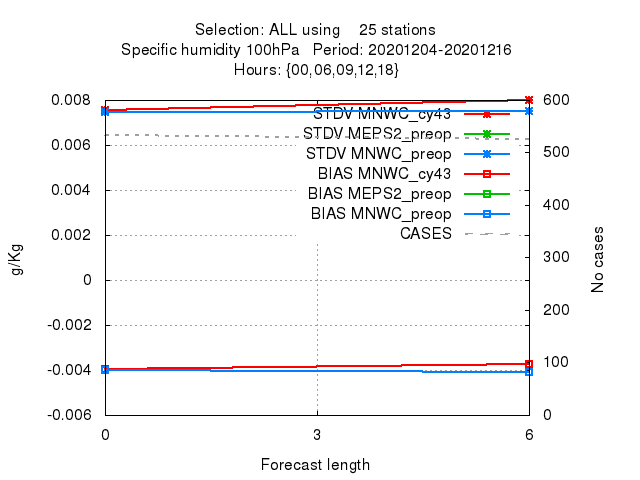 Selection: ALL using 25 stations
Specific humidity 100hPa Period: 20201204-20201216
Hours: {00,06,09,12,18}
0.008
0.006
0.004
0.002
0
-0.002
-0.004
-0.006
g/Kg
STDV MNWC_cy43
STDV MEPS2_preop
STDV MNWC_preop
BIAS MNWC_cy43
BIAS MEPS2_preop
BIAS MNWC_preop
CASES
600
500
400
300
200
100
0
No cases
0 3 6
Forecast length